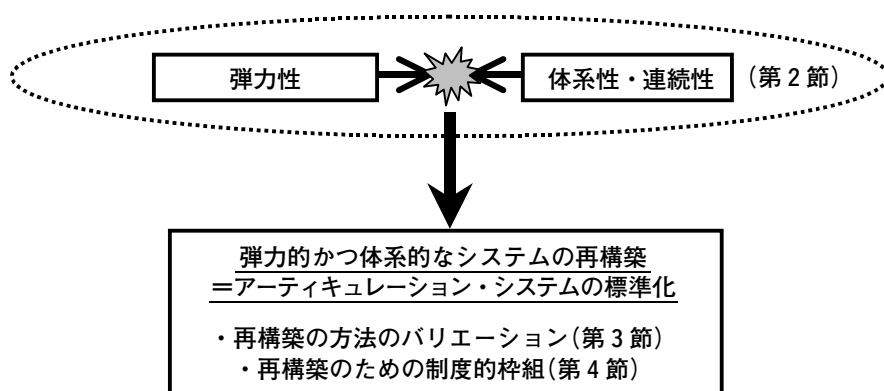 弾力性 体系性・連続性 (第2節)
弾力的かつ体系的なシステムの再構築
=アーティキュレーション・システムの標準化
・再構築の方法のバリエーション(第3節)
・再構築のための制度的枠組(第4節)